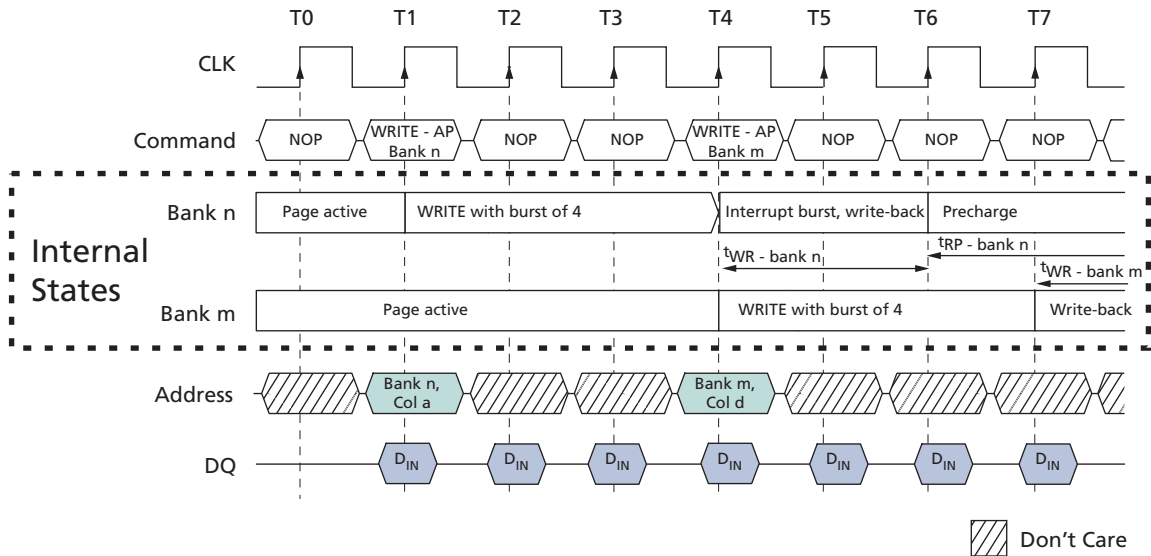 T0 T1 T2 T3 T4 T5 T6 T7
CLK
Command NOP WRITE - AP Bank n NOP NOP WRITE - AP Bank m NOP NOP NOP
Internal States
Bank n Page active WRITE with burst of 4 Interrupt burst, write-back Precharge
tWR - bank n tRP - bank n
tWR - bank m
Bank m Page active WRITE with burst of 4 Write-back
Address Bank n, Col a Bank m, Col d
DQ DIN DIN DIN DIN DIN DIN DIN
Don't Care